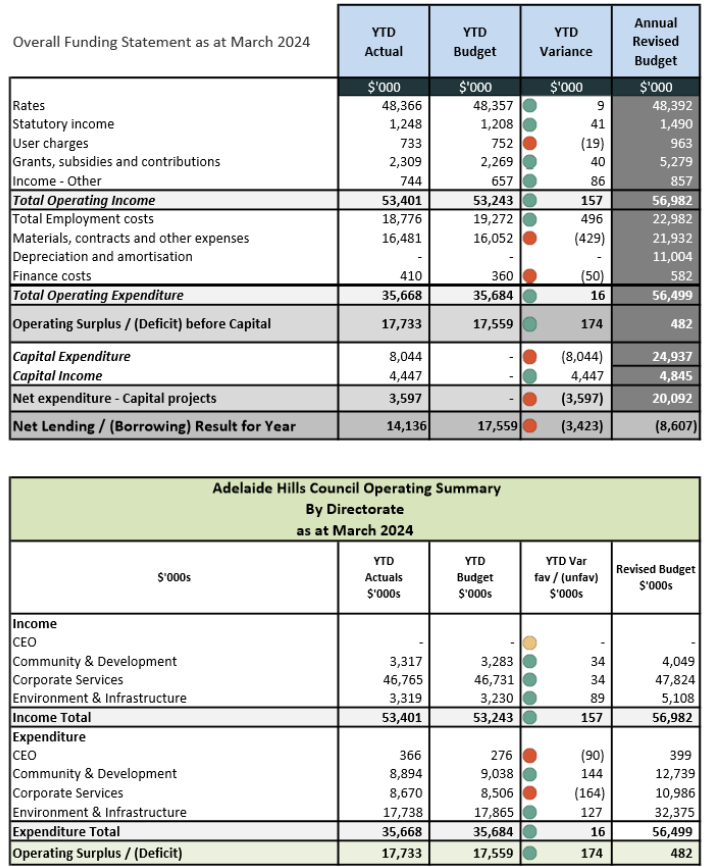 Overall Funding Statement as at March 2024 YTD Actual YTD Budget YTD Variance Annual Revised Budget
$'000 $'000 $'000 $'000
Rates 48,366 48,357 9 48,392
Statutory income 1,248 1,208 41 1,490
User charges 733 752 (19) 963
Grants, subsidies and contributions 2,309 2,269 40 5,279
Income - Other 744 657 86 857
Total Operating Income 53,401 53,243 157 56,982
Total Employment costs 18,776 19,272 496 22,982
Materials, contracts and other expenses 16,481 16,052 (429) 21,932
Depreciation and amortisation - - - 11,004
Finance costs 410 360 (50) 582
Total Operating Expenditure 35,668 35,684 16 56,499
Operating Surplus / (Deficit) before Capital 17,733 17,559 174 482
Capital Expenditure 8,044 - (8,044) 24,937
Capital Income 4,447 - 4,447 4,845
Net expenditure - Capital projects 3,597 - (3,597) 20,092
Net Lending / (Borrowing) Result for Year 14,136 17,559 (3,423) (8,607)
Adelaide Hills Council Operating Summary
By Directorate
as at March 2024
$'000s YTD Actuals $'000s YTD Budget $'000s YTD Var fav / (unfav) $'000s Revised Budget $'000s
Income
CEO - - - -
Community & Development 3,317 3,283 34 4,049
Corporate Services 46,765 46,731 34 47,824
Environment & Infrastructure 3,319 3,230 89 5,108
Income Total 53,401 53,243 157 56,982
Expenditure
CEO 366 276 (90) 399
Community & Development 8,894 9,038 144 12,739
Corporate Services 8,670 8,506 (164) 10,986
Environment & Infrastructure 17,738 17,865 127 32,375
Expenditure Total 35,668 35,684 16 56,499
Operating Surplus / (Deficit) 17,733 17,559 174 482